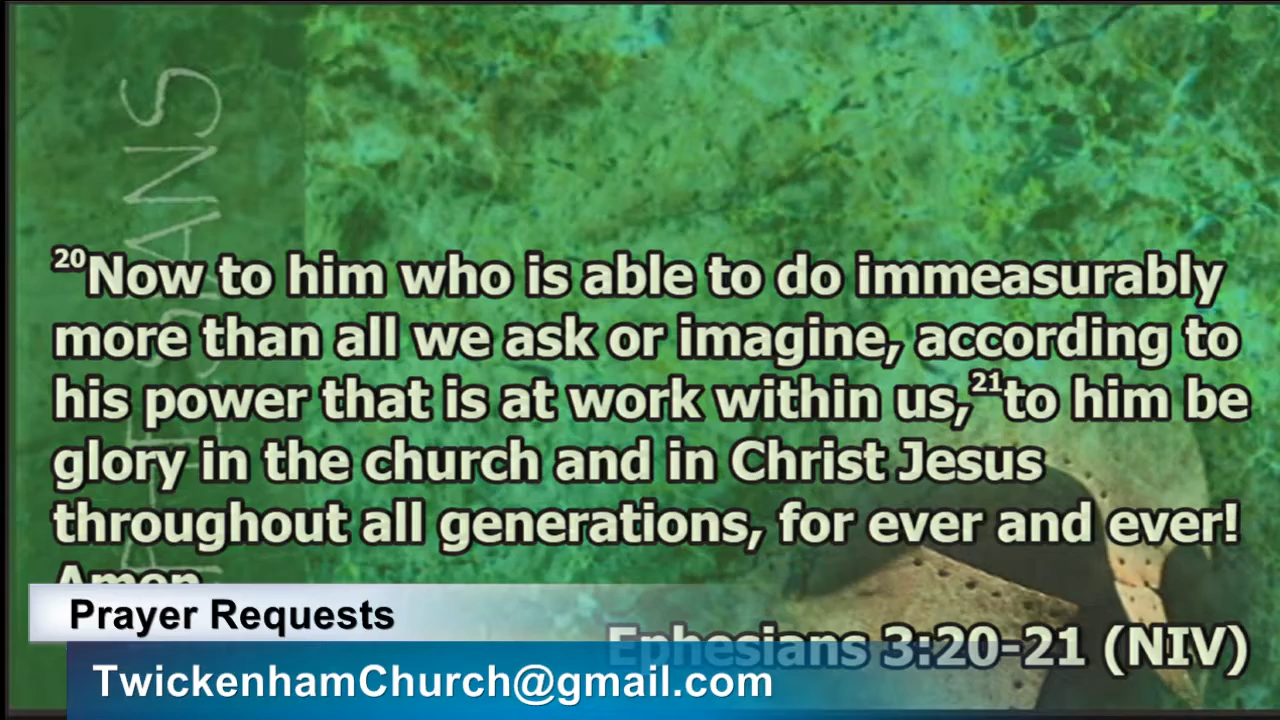 EPHESIANS
²⁰Now to him who is able to do immeasurably
more than all we ask or imagine, according to
his power that is at work within us,²¹to him be
glory in the church and in Christ Jesus
throughout all generations, for ever and ever!
Amen
Ephesians 3:20-21 (NIV)
Prayer Requests
TwickenhamChurch@gmail.com